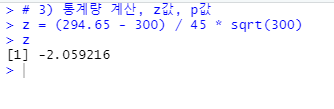 > # 3) 통계량 계산, z값, p값
> z = (294.65 - 300) / 45 * sqrt(300)
> z
[1] -2.059216
>